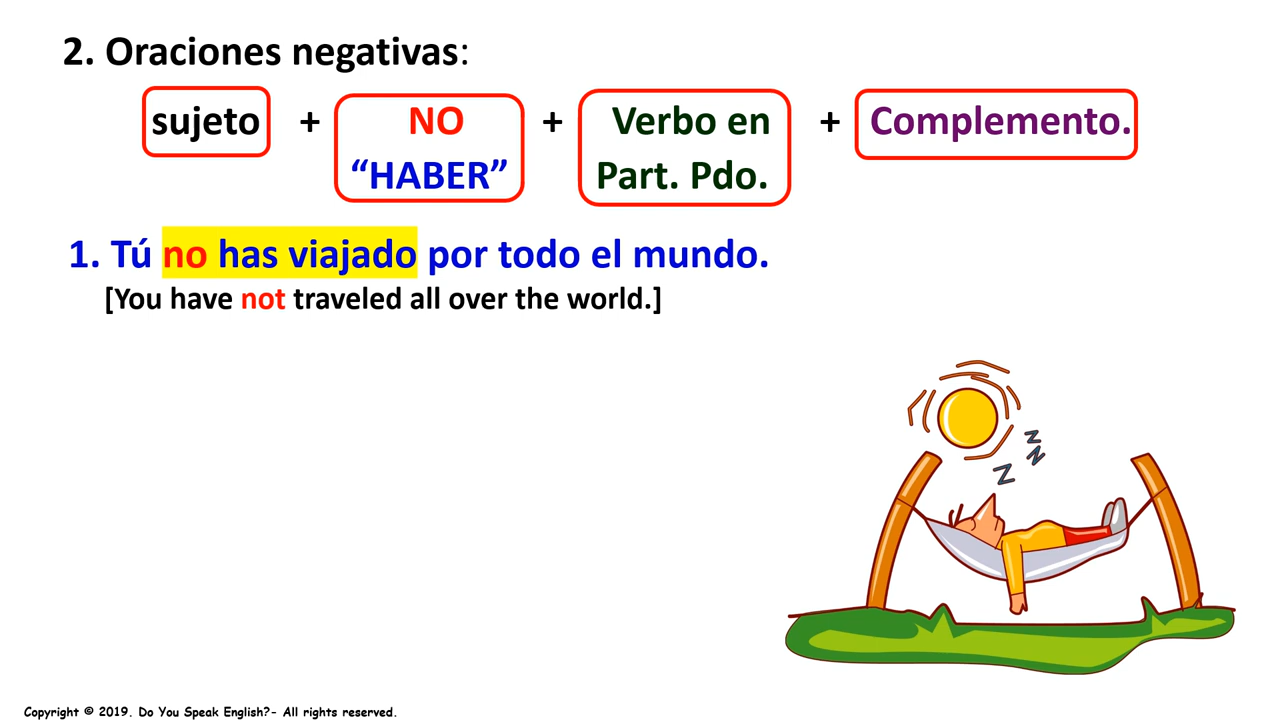 2. Oraciones negativas:
sujeto + NO + Verbo en + Complemento.
“HABER” Part. Pdo.
1. Tú no has viajado por todo el mundo.
[You have not traveled all over the world.]
z
z
z
Copyright © 2019. Do You Speak English?- All rights reserved.